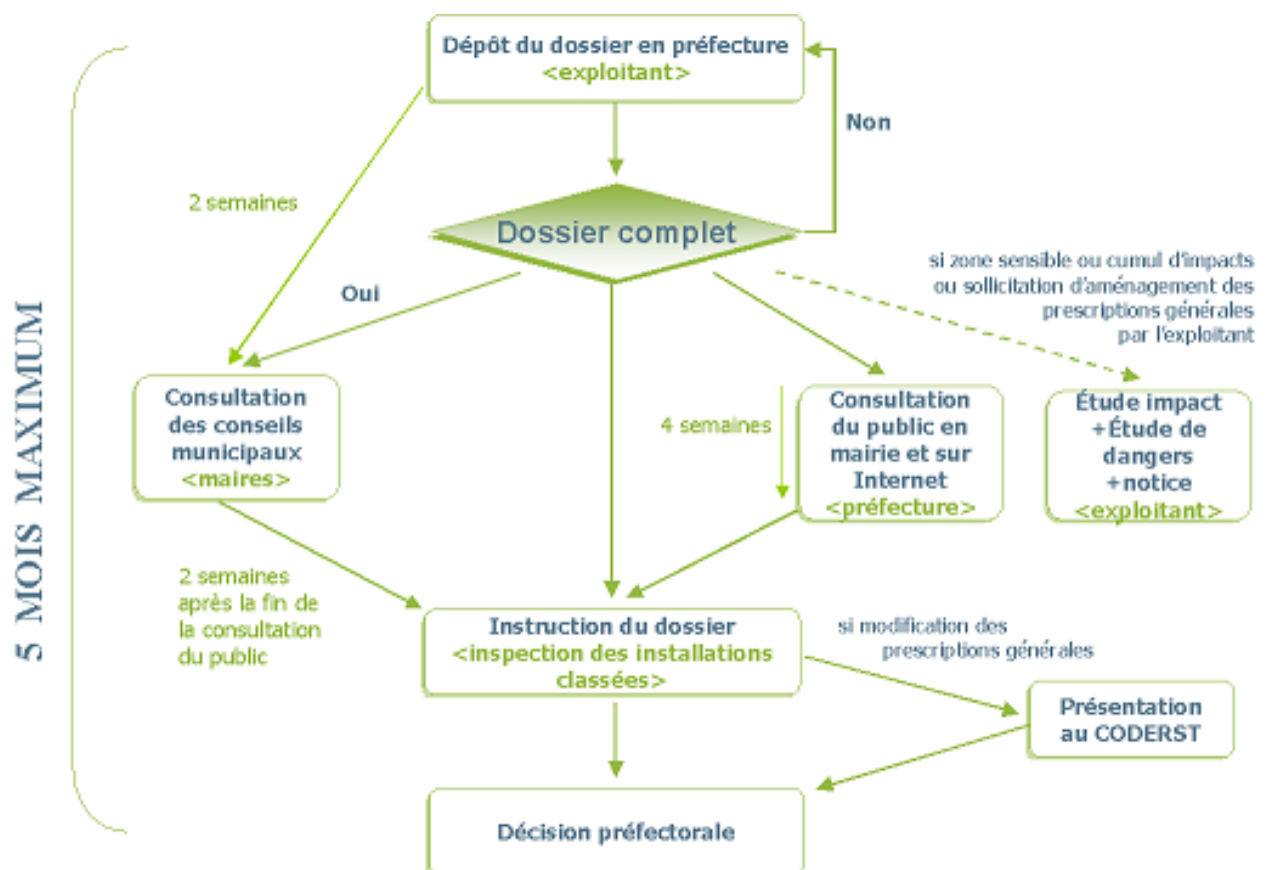 Dépôt du dossier en préfecture
<exploitant>
Non
2 semaines
Dossier complet
si zone sensible ou cumul d'impacts
ou sollicitation d'aménagement des
prescriptions générales
par l'exploitant
Oui
5 MOIS MAXIMUM
Consultation
des conseils
municipaux
<maires>
4 semaines
Consultation
du public en
mairie et sur
Internet
<préfecture>
Étude impact
+Étude de
dangers
+notice
<exploitant>
2 semaines
après la fin de
la consultation
du public
Instruction du dossier
<inspection des installations
classées>
si modification des
prescriptions générales
Présentation
au CODERST
Décision préfectorale